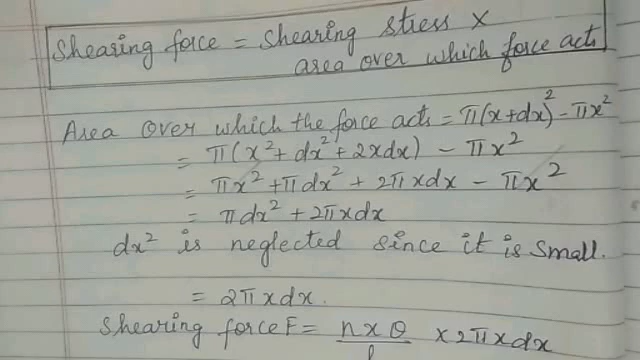 Shearing force = Shearing stress x
area over which force acts
Area over which the force acts = π(x+dx)² - πx²
= π(x² + dx² + 2xdx) - πx²
= πx² + πdx² + 2πxdx - πx²
= πdx² + 2πxdx
dx² is neglected since it is small.
= 2πxdx.
Shearing force F = nxθ/l × 2πxdx